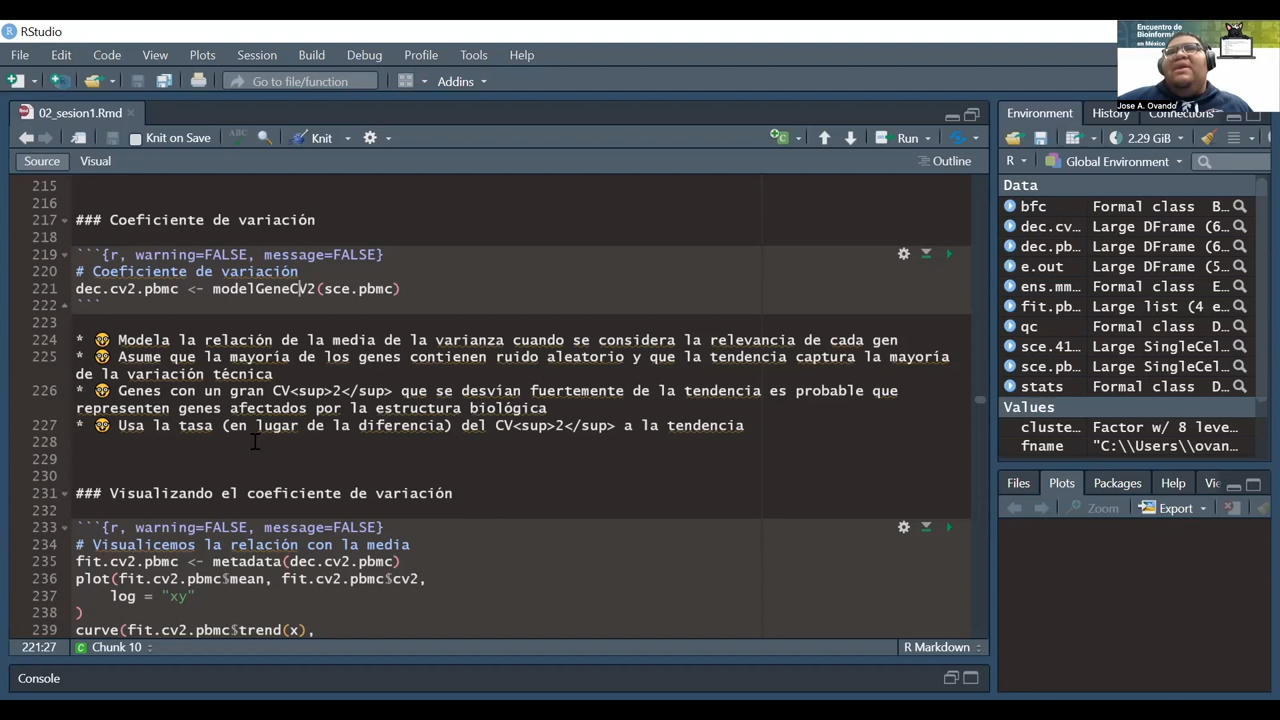 RStudio
File Edit Code View Plots Session Build Debug Profile Tools Help
Go to file/function
Addins
Encuentro de
Bioinformá
en México
Jose A. Ovando
02_sesion1.Rmd
Knit on Save
ABC
Knit
Run
Source
Visual
Outline
215
216
217 ### Coeficiente de variación
218
219 ```{r, warning=FALSE, message=FALSE}
220 # Coeficiente de variación
221 dec.cv2.pbmc <- modelGeneCV2(sce.pbmc)
222 ```
223
224 * 🤓 Modela la relación de la media de la varianza cuando se considera la relevancia de cada gen
225 * 🤓 Asume que la mayoría de los genes contienen ruido aleatorio y que la tendencia captura la mayoría
de la variación técnica
226 * 🤓 Genes con un gran CV<sup>2</sup> que se desvían fuertemente de la tendencia es probable que
representen genes afectados por la estructura biológica
227 * 🤓 Usa la tasa (en lugar de la diferencia) del CV<sup>2</sup> a la tendencia
228
229
230
231 ### Visualizando el coeficiente de variación
232
233 ```{r, warning=FALSE, message=FALSE}
234 # Visualicemos la relación con la media
235 fit.cv2.pbmc <- metadata(dec.cv2.pbmc)
236 plot(fit.cv2.pbmc$mean, fit.cv2.pbmc$cv2,
237 log = "xy"
238 )
239 curve(fit.cv2.pbmc$trend(x),
221:27
Chunk 10
R Markdown
Console
Environment History Connections
2.29 GiB
R
Global Environment
Data
bfc Formal class B…
dec.cv… Large DFrame (6…
dec.pb… Large DFrame (6…
e.out Large DFrame (5…
ens.mm… Formal class E…
fit.pb… Large list (4 e…
qc Formal class D…
sce.41… Large SingleCel…
sce.pb… Large SingleCel…
stats Formal class D…
Values
cluste… Factor w/ 8 leve…
fname "C:\\Users\\ovan…
Files Plots Packages Help Vi
Zoom
Export